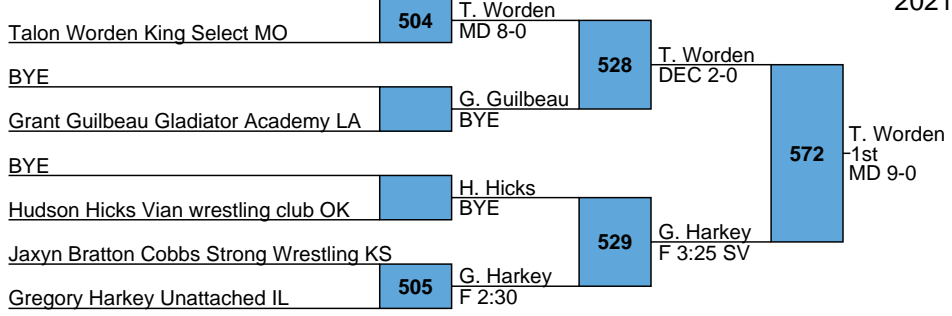 2021
504
T. Worden
MD 8-0
Talon Worden King Select MO
528
T. Worden
DEC 2-0
BYE
G. Guilbeau
BYE
Grant Guilbeau Gladiator Academy LA
572
T. Worden
1st
MD 9-0
BYE
H. Hicks
BYE
Hudson Hicks Vian wrestling club OK
529
G. Harkey
F 3:25 SV
Jaxyn Bratton Cobbs Strong Wrestling KS
505
G. Harkey
F 2:30
Gregory Harkey Unattached IL